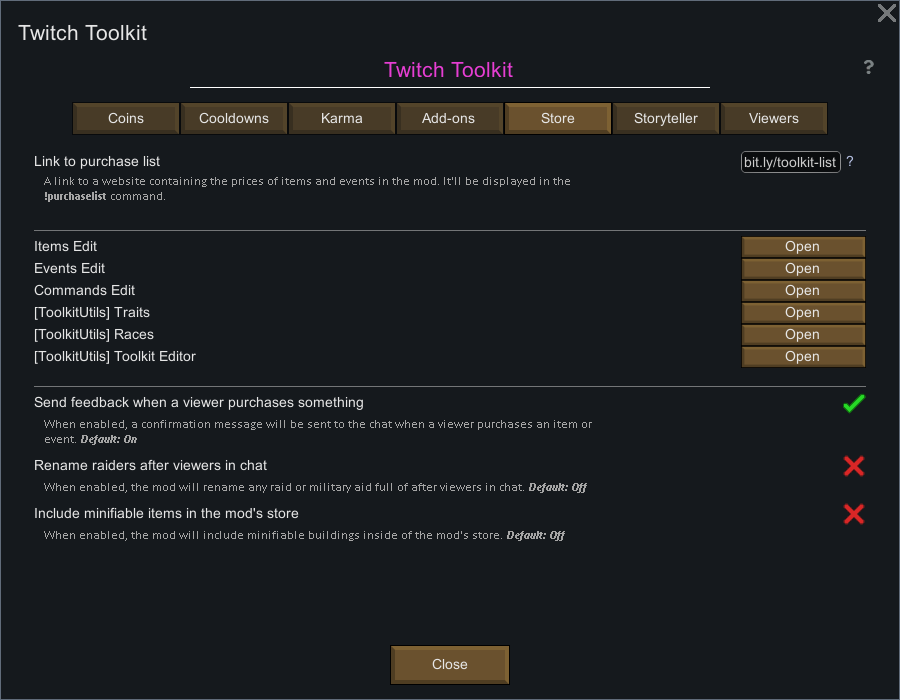 Twitch Toolkit
Twitch Toolkit
?
Coins Cooldowns Karma Add-ons Store Storyteller Viewers
Link to purchase list bit.ly/toolkit-list ?
A link to a website containing the prices of items and events in the mod. It'll be displayed in the
!purchaselist command.
Items Edit Open
Events Edit Open
Commands Edit Open
[ToolkitUtils] Traits Open
[ToolkitUtils] Races Open
[ToolkitUtils] Toolkit Editor Open
Send feedback when a viewer purchases something
When enabled, a confirmation message will be sent to the chat when a viewer purchases an item or
event. Default: On
Rename raiders after viewers in chat
When enabled, the mod will rename any raid or military aid full of after viewers in chat. Default: Off
Include minifiable items in the mod's store
When enabled, the mod will include minifiable buildings inside of the mod's store. Default: Off
Close